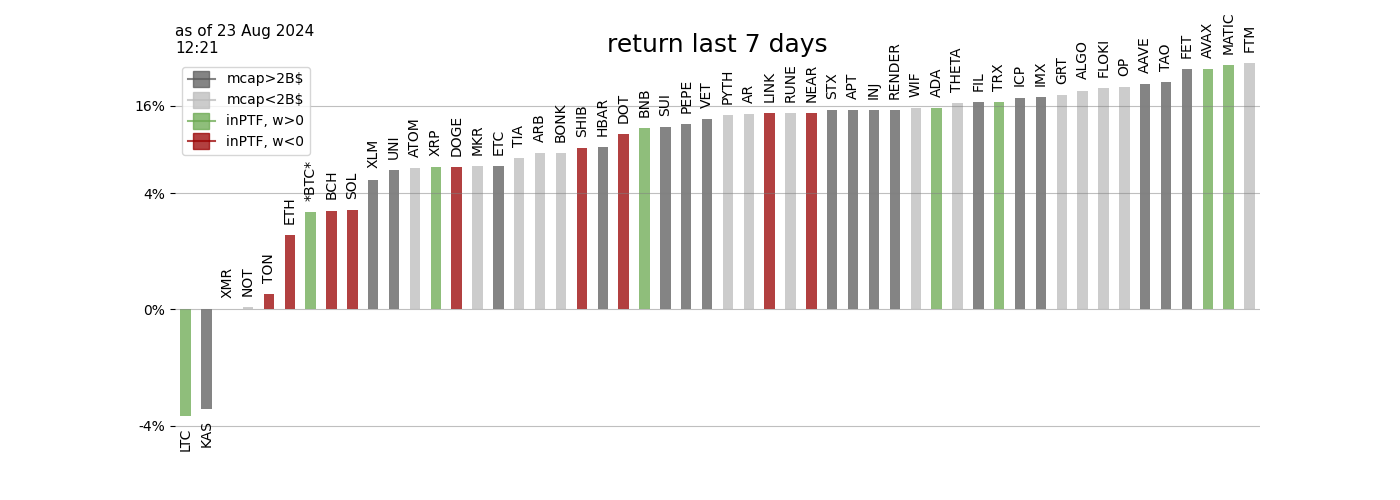 as of 23 Aug 2024
12:21
return last 7 days
mcap>2B$
mcap<2B$
inPTF, w>0
inPTF, w<0
16%
4%
0%
-4%
LTC
KAS
XMR
NOT
TON
ETH
*BTC*
BCH
SOL
XLM
UNI
ATOM
XRP
DOGE
MKR
ETC
TIA
ARB
BONK
SHIB
HBAR
DOT
BNB
SUI
PEPE
VET
PYTH
AR
LINK
RUNE
NEAR
STX
APT
INJ
RENDER
WIF
ADA
THETA
FIL
TRX
ICP
IMX
GRT
ALGO
FLOKI
OP
AAVE
TAO
FET
AVAX
MATIC
FTM